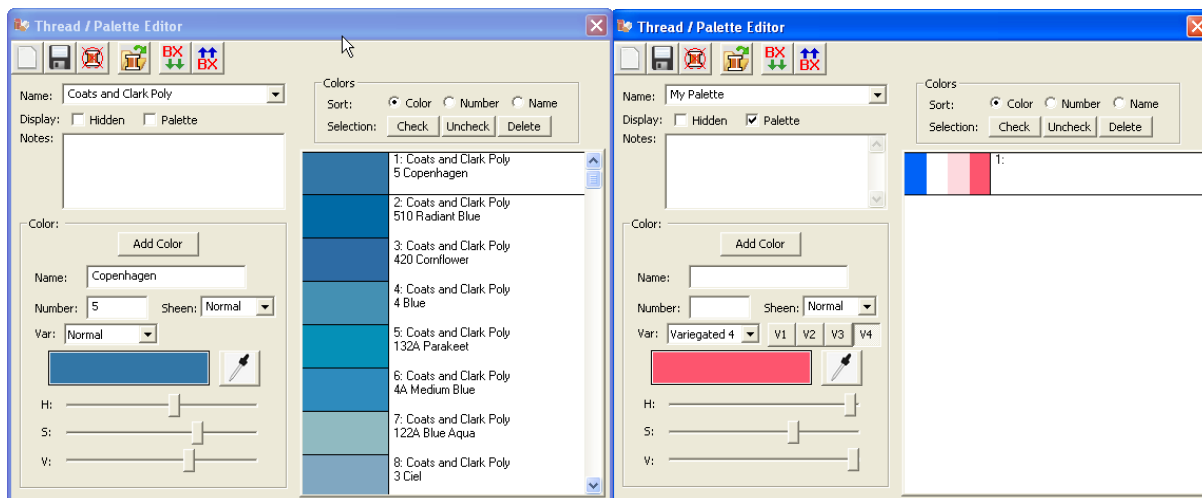 Thread / Palette Editor
BX BX
Name: Coats and Clark Poly
Display: Hidden Palette
Notes:
Colors
Sort: Color Number Name
Selection: Check Uncheck Delete
1: Coats and Clark Poly
5 Copenhagen
2: Coats and Clark Poly
510 Radiant Blue
3: Coats and Clark Poly
420 Cornflower
4: Coats and Clark Poly
4 Blue
5: Coats and Clark Poly
132A Parakeet
6: Coats and Clark Poly
4A Medium Blue
7: Coats and Clark Poly
122A Blue Aqua
8: Coats and Clark Poly
3 Ciel
Color:
Add Color
Name: Copenhagen
Number: 5 Sheen: Normal
Var: Normal
H:
S:
V:
Thread / Palette Editor
BX BX
Name: My Palette
Display: Hidden Palette
Notes:
Colors
Sort: Color Number Name
Selection: Check Uncheck Delete
1:
Color:
Add Color
Name:
Number: Sheen: Normal
Var: Variegated 4 V1 V2 V3 V4
H:
S:
V: